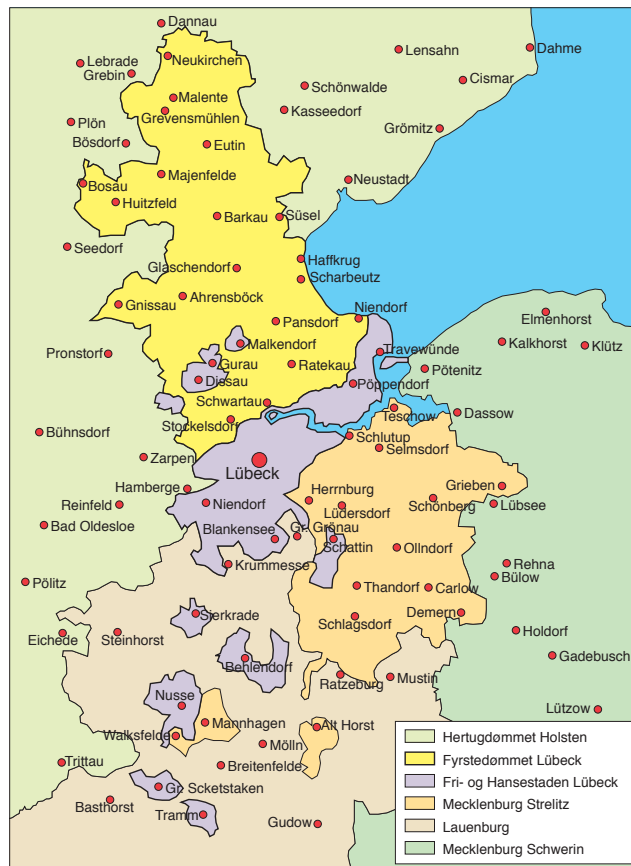 Dannau
Lebrade
Grebin
Neukirchen
Lensahn
Dahme
Cismar
Schönwalde
Malente
Grevensmühlen
Kasseedorf
Plön
Bösdorf
Grömitz
Eutin
Bosau
Majenfelde
Neustadt
Huitzfeld
Barkau
Süsel
Seedorf
Haffkrug
Glaschendorf
Scharbeutz
Gnissau
Ahrensböck
Niendorf
Elmenhorst
Pansdorf
Malkendorf
Travewünde
Kalkhorst
Klütz
Pronstorf
Gurau
Ratekau
Pötenitz
Dissau
Pöppendorf
Schwartau
Teschow
Dassow
Stockelsdorf
Bühnsdorf
Schlutup
Selmsdorf
Zarpen
Lübeck
Hamberge
Grieben
Reinfeld
Niendorf
Herrnburg
Schönberg
Lübsee
Lüdersdorf
Bad Oldesloe
Blankensee
Gr. Grönau
Schattin
Ollndorf
Krummesse
Rehna
Bülow
Pölitz
Thandorf
Carlow
Sierkrade
Demern
Schlagsdorf
Eichede
Steinhorst
Holdorf
Behlendorf
Gadebusch
Ratzeburg
Mustin
Nusse
Lützow
Mannhagen
Alt Horst
Walksfelde
Mölln
Trittau
Breitenfelde
Gr. Scketstaken
Basthorst
Tramm
Gudow
Hertugdømmet Holsten
Fyrstedømmet Lübeck
Fri- og Hansestaden Lübeck
Mecklenburg Strelitz
Lauenburg
Mecklenburg Schwerin